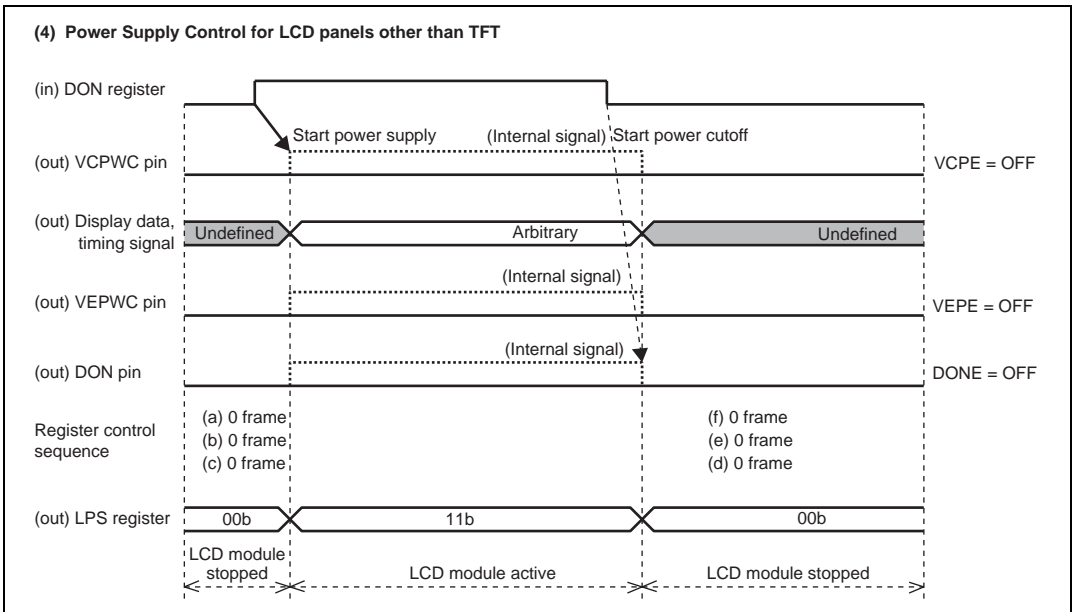 (4) Power Supply Control for LCD panels other than TFT
(in) DON register
Start power supply
(Internal signal)
Start power cutoff
(out) VCPWC pin
VCPE = OFF
(out) Display data,
timing signal
Undefined
Arbitrary
Undefined
(Internal signal)
(out) VEPWC pin
VEPE = OFF
(Internal signal)
(out) DON pin
DONE = OFF
Register control
sequence
(a) 0 frame
(b) 0 frame
(c) 0 frame
(f) 0 frame
(e) 0 frame
(d) 0 frame
(out) LPS register
00b
11b
00b
LCD module
stopped
LCD module active
LCD module stopped